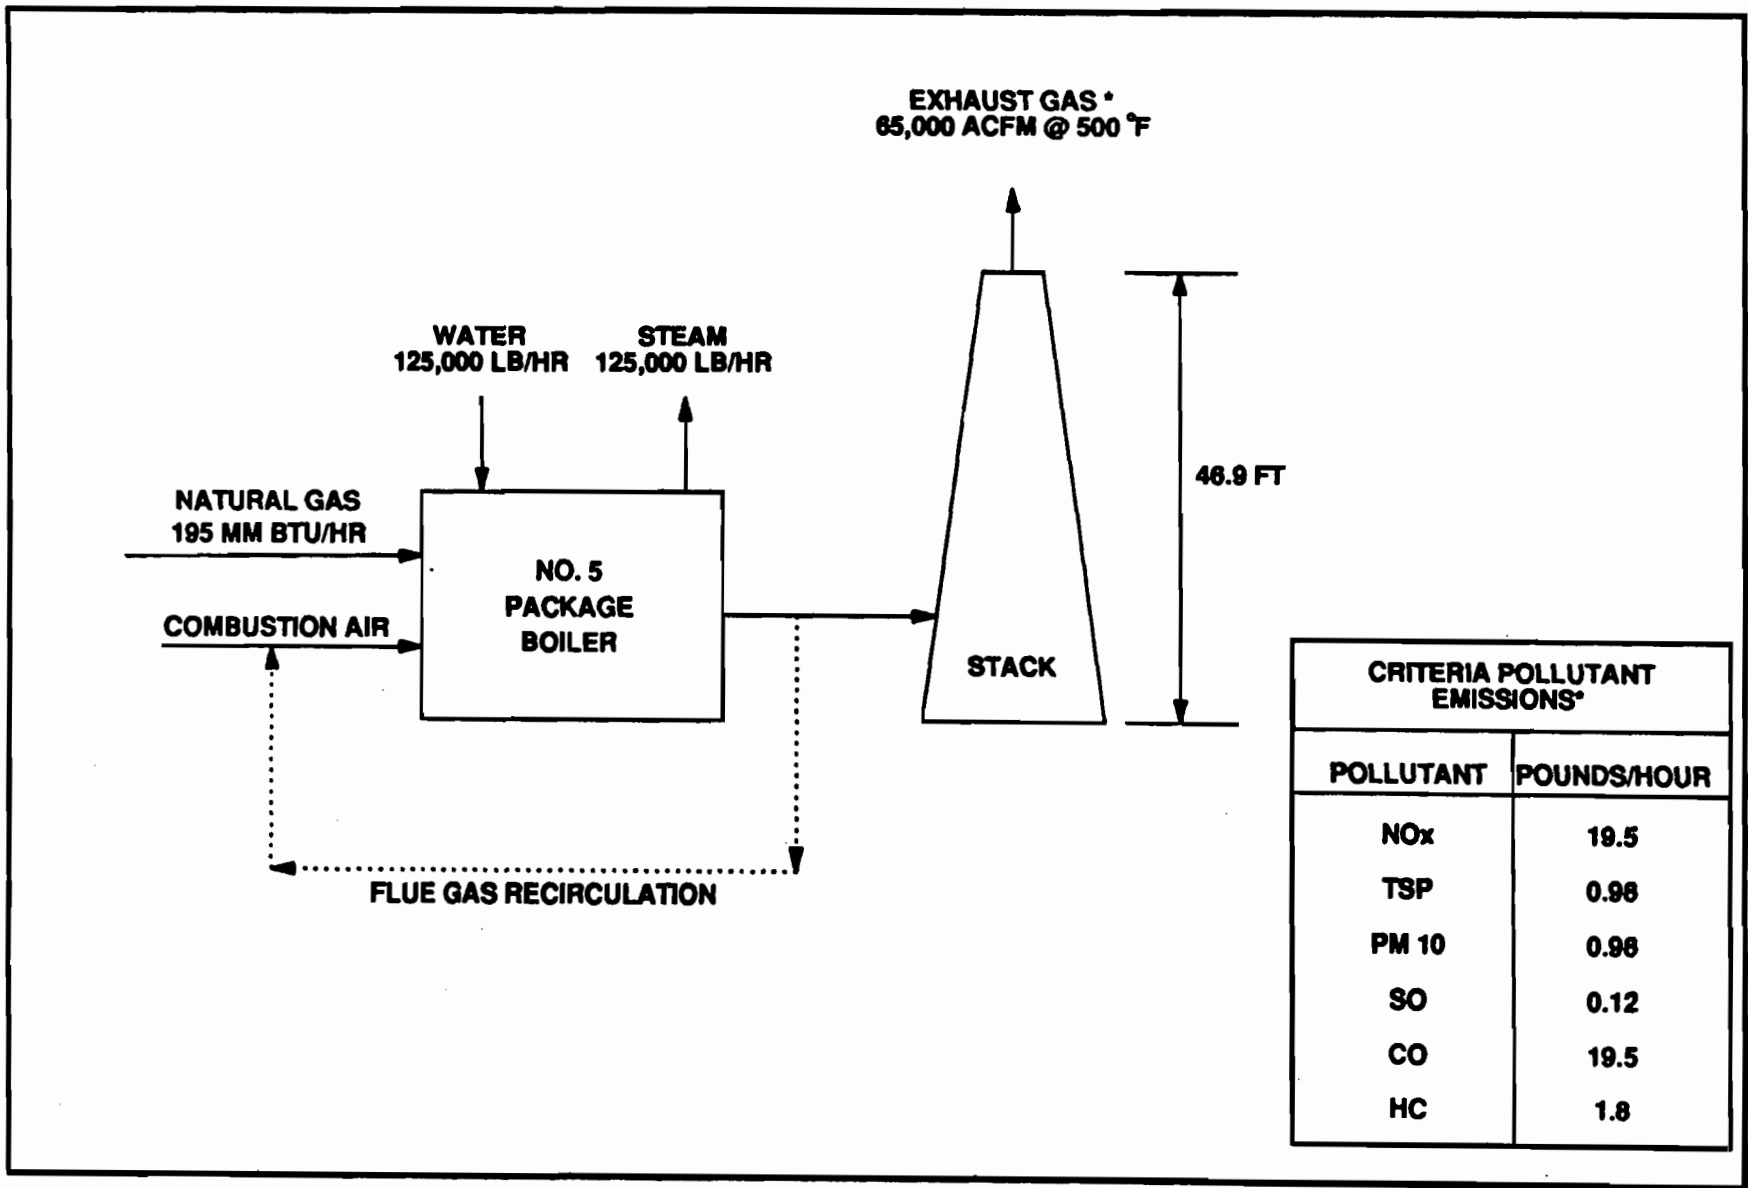 EXHAUST GAS *
65,000 ACFM @ 500 °F
WATER
125,000 LB/HR
STEAM
125,000 LB/HR
46.9 FT
NATURAL GAS
195 MM BTU/HR
NO. 5
PACKAGE
BOILER
COMBUSTION AIR
STACK
FLUE GAS RECIRCULATION
CRITERIA POLLUTANT
EMISSIONS*
POLLUTANT POUNDS/HOUR
NOx 19.5
TSP 0.98
PM 10 0.98
SO 0.12
CO 19.5
HC 1.8